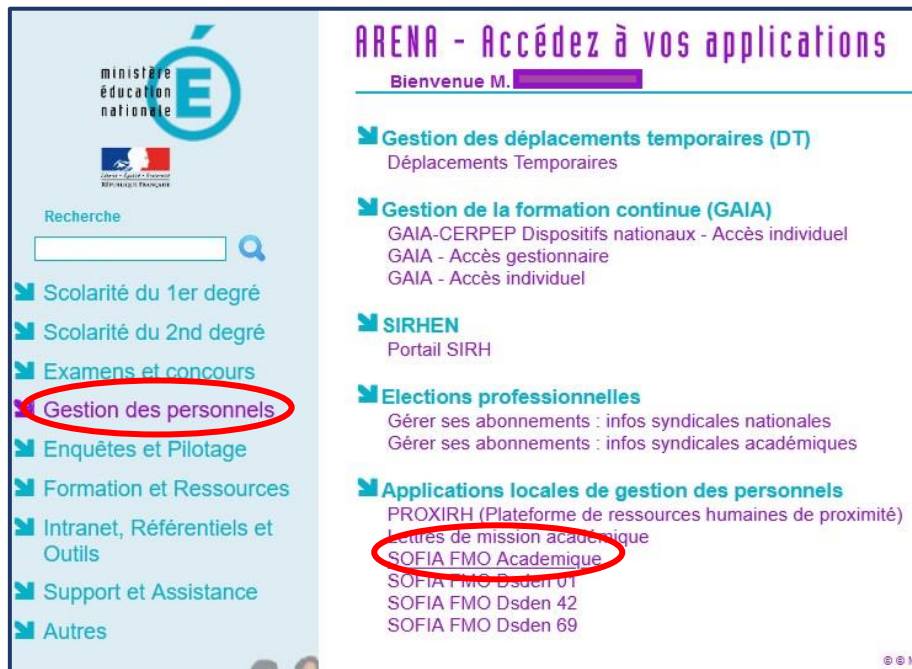 ministère
éducation
nationale
Liberté • Égalité • Fraternité
RÉPUBLIQUE FRANÇAISE
Recherche
Scolarité du 1er degré
Scolarité du 2nd degré
Examens et concours
Gestion des personnels
Enquêtes et Pilotage
Formation et Ressources
Intranet, Référentiels et
Outils
Support et Assistance
Autres
ARENA - Accédez à vos applications
Bienvenue M.
Gestion des déplacements temporaires (DT)
Déplacements Temporaires
Gestion de la formation continue (GAIA)
GAIA-CERPEP Dispositifs nationaux - Accès individuel
GAIA - Accès gestionnaire
GAIA - Accès individuel
SIRHEN
Portail SIRH
Elections professionnelles
Gérer ses abonnements : infos syndicales nationales
Gérer ses abonnements : infos syndicales académiques
Applications locales de gestion des personnels
PROXIRH (Plateforme de ressources humaines de proximité)
Lettres de mission académique
SOFIA FMO Academique
SOFIA FMO Dsden 01
SOFIA FMO Dsden 42
SOFIA FMO Dsden 69